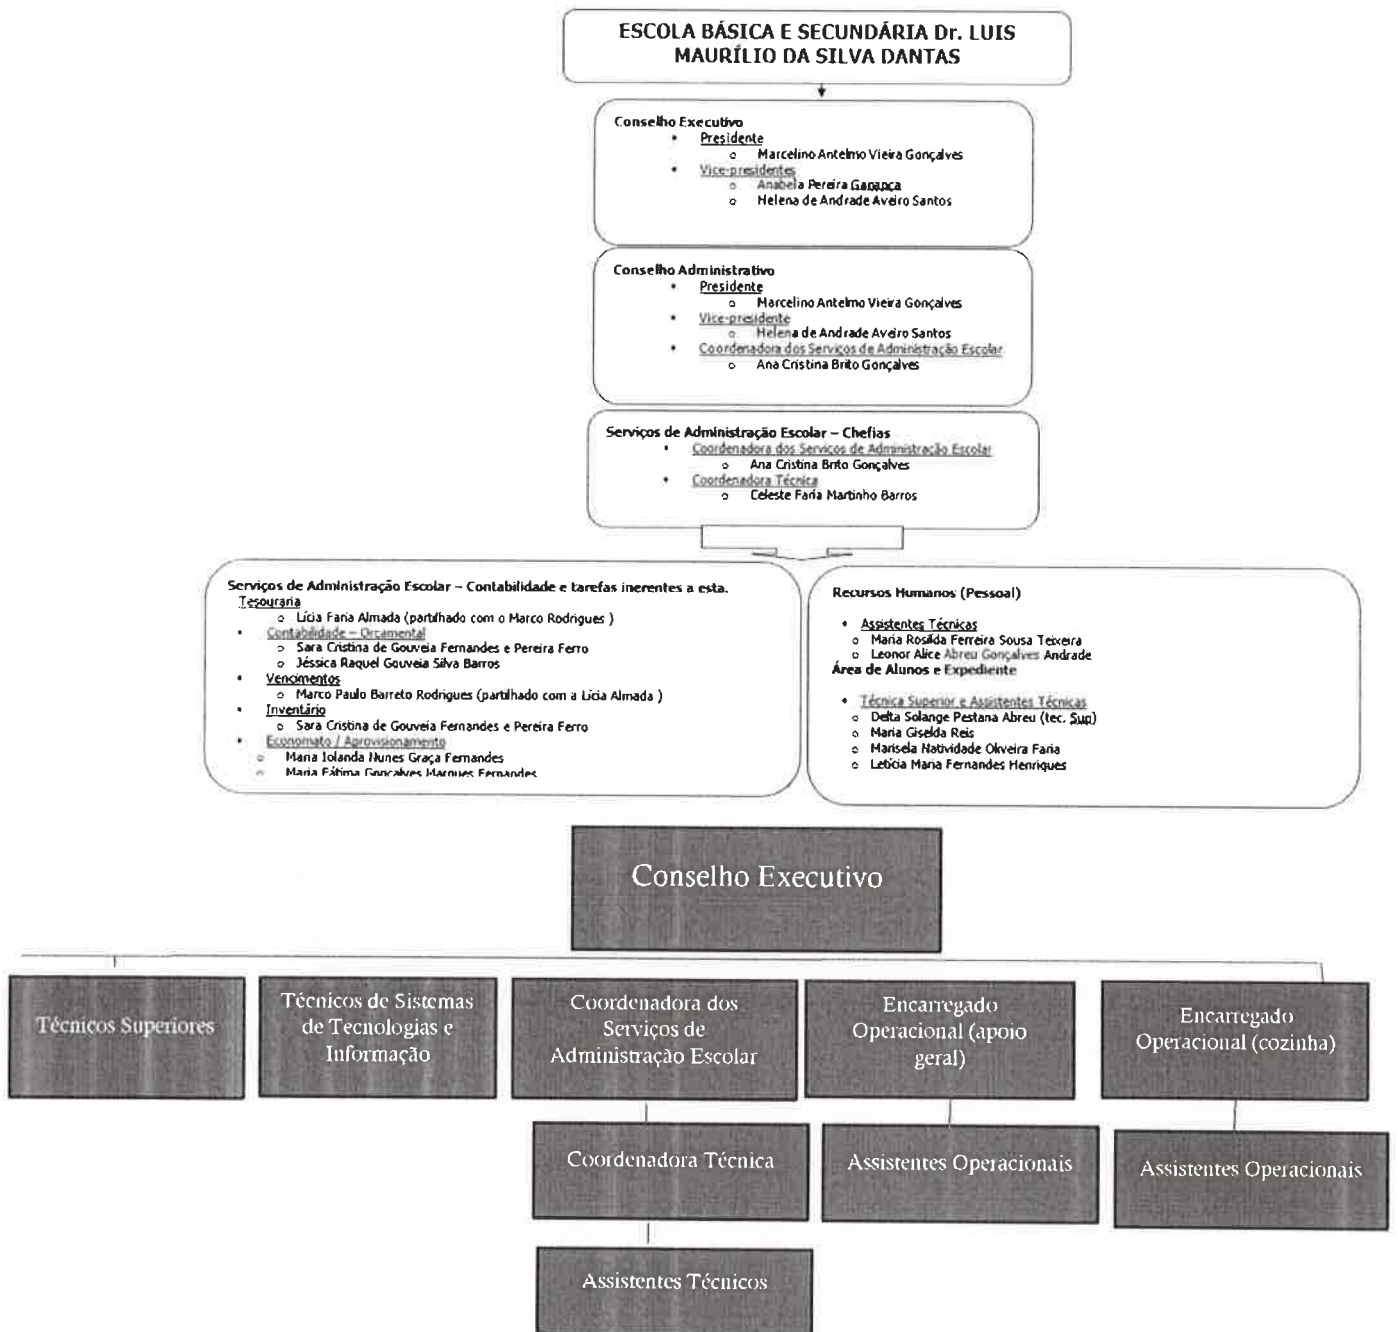 ESCOLA BÁSICA E SECUNDÁRIA Dr. LUIS
MAURÍLIO DA SILVA DANTAS
Conselho Executivo
• Presidente
o Marcelino Antelmo Vieira Gonçalves
• Vice-presidentes
o Anabela Pereira Gananca
o Helena de Andrade Aveiro Santos
Conselho Administrativo
• Presidente
o Marcelino Antelmo Vieira Gonçalves
• Vice-presidente
o Helena de Andrade Aveiro Santos
• Coordenadora dos Serviços de Administração Escolar
o Ana Cristina Brito Gonçalves
Serviços de Administração Escolar – Chefias
• Coordenadora dos Serviços de Administração Escolar
o Ana Cristina Brito Gonçalves
• Coordenadora Técnica
o Celeste Faria Martinho Barros
Serviços de Administração Escolar – Contabilidade e tarefas inerentes a esta.
Tesouraria
o Lícia Faria Almada (partilhado com o Marco Rodrigues )
• Contabilidade – Orçamental
o Sara Cristina de Gouveia Fernandes e Pereira Ferro
o Jéssica Raquel Gouveia Silva Barros
• Vencimentos
o Marco Paulo Barreto Rodrigues (partilhado com a Lícia Almada )
• Inventário
o Sara Cristina de Gouveia Fernandes e Pereira Ferro
• Economato / Aprovisionamento
o Maria Iolanda Nunes Graça Fernandes
o Maria Fátima Gonçalves Marques Fernandes
Recursos Humanos (Pessoal)
• Assistentes Técnicas
o Maria Rosilda Ferreira Sousa Teixeira
o Leonor Alice Abreu Gonçalves Andrade
Área de Alunos e Expediente
• Técnica Superior e Assistentes Técnicas
o Delta Solange Pestana Abreu (tec. Sup)
o Maria Giselda Reis
o Marisela Natividade Oliveira Faria
o Letícia Maria Fernandes Henriques
Conselho Executivo
Técnicos Superiores
Técnicos de Sistemas
de Tecnologias e
Informação
Coordenadora dos
Serviços de
Administração Escolar
Encarregado
Operacional (apoio
geral)
Encarregado
Operacional (cozinha)
Coordenadora Técnica
Assistentes Operacionais
Assistentes Operacionais
Assistentes Técnicos